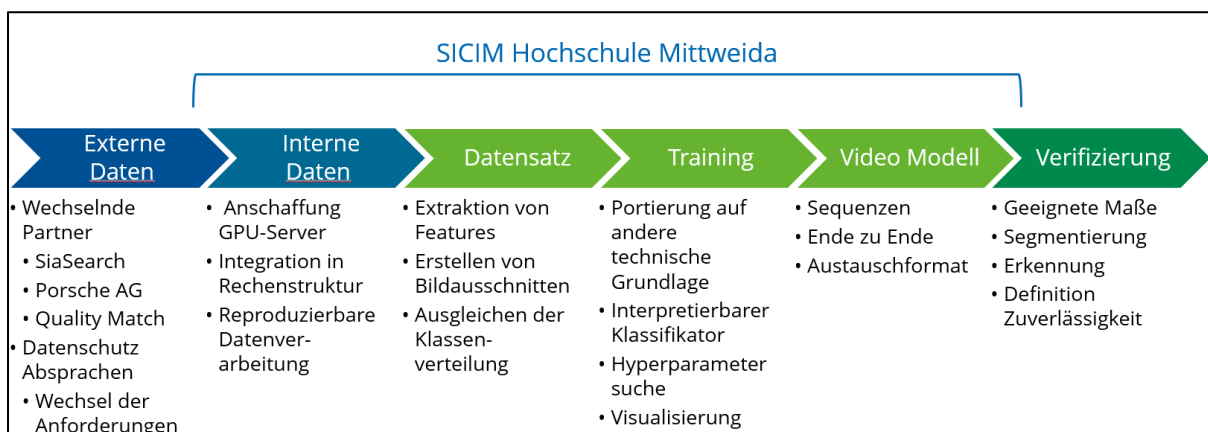 SICIM Hochschule Mittweida
Externe
Daten
Interne
Daten
Datensatz
Training
Video Modell
Verifizierung
• Wechselnde
Partner
• SiaSearch
• Porsche AG
• Quality Match
• Datenschutz
Absprachen
• Wechsel der
Anforderungen
• Anschaffung
GPU-Server
• Integration in
Rechenstruktur
• Reproduzierbare
Datenver-
arbeitung
• Extraktion von
Features
• Erstellen von
Bildausschnitten
• Ausgleichen der
Klassen-
verteilung
• Portierung auf
andere
technische
Grundlage
• Interpretierbarer
Klassifikator
• Hyperparameter
suche
• Visualisierung
• Sequenzen
• Ende zu Ende
• Austauschformat
• Geeignete Maße
• Segmentierung
• Erkennung
• Definition
Zuverlässigkeit